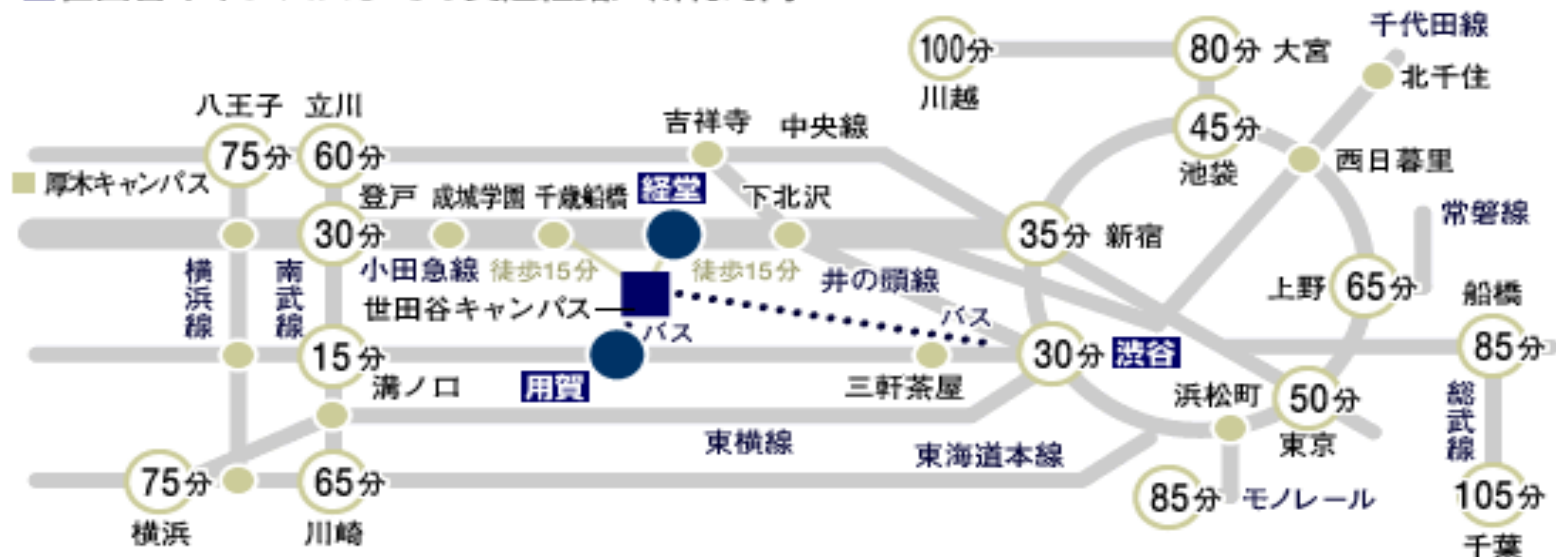 千代田線
100分
80分 大宮
北千住
川越
八王子
立川
吉祥寺
中央線
45分
池袋
西日暮里
75分
60分
厚木キャンパス
登戸
成城学園
千歳船橋
経堂
下北沢
常磐線
30分
35分 新宿
横浜線
南武線
小田急線
徒歩15分
徒歩15分
井の頭線
上野
65分
船橋
世田谷キャンパス
バス
バス
15分
30分
渋谷
85分
溝ノ口
用賀
三軒茶屋
浜松町
50分
東京
総武線
東横線
東海道本線
75分
65分
85分 モノレール
105分
横浜
川崎
千葉